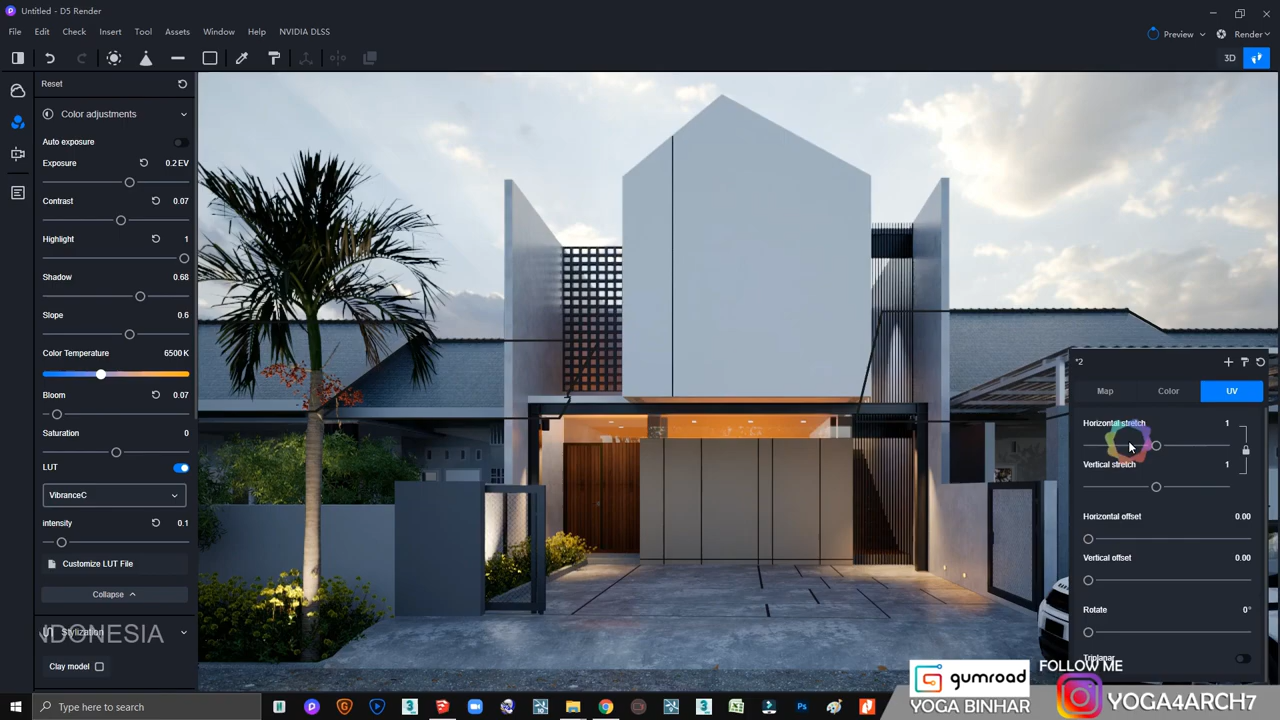 Untitled - D5 Render
File Edit Check Insert Tool Assets Window Help NVIDIA DLSS
Preview Render
3D
Reset
Color adjustments
Auto exposure
Exposure 0.2 EV
Contrast 0.07
Highlight 1
Shadow 0.68
Slope 0.6
Color Temperature 6500 K
Bloom 0.07
Saturation 0
LUT
VibranceC
intensity 0.1
Customize LUT File
Collapse
Stylization
NDONESIA
Clay model
*2
Map Color UV
Horizontal stretch 1
Vertical stretch 1
Horizontal offset 0.00
Vertical offset 0.00
Rotate 0°
Triplanar
gumroad
YOGA BINHAR
FOLLOW ME
YOGA4ARCH7
Type here to search